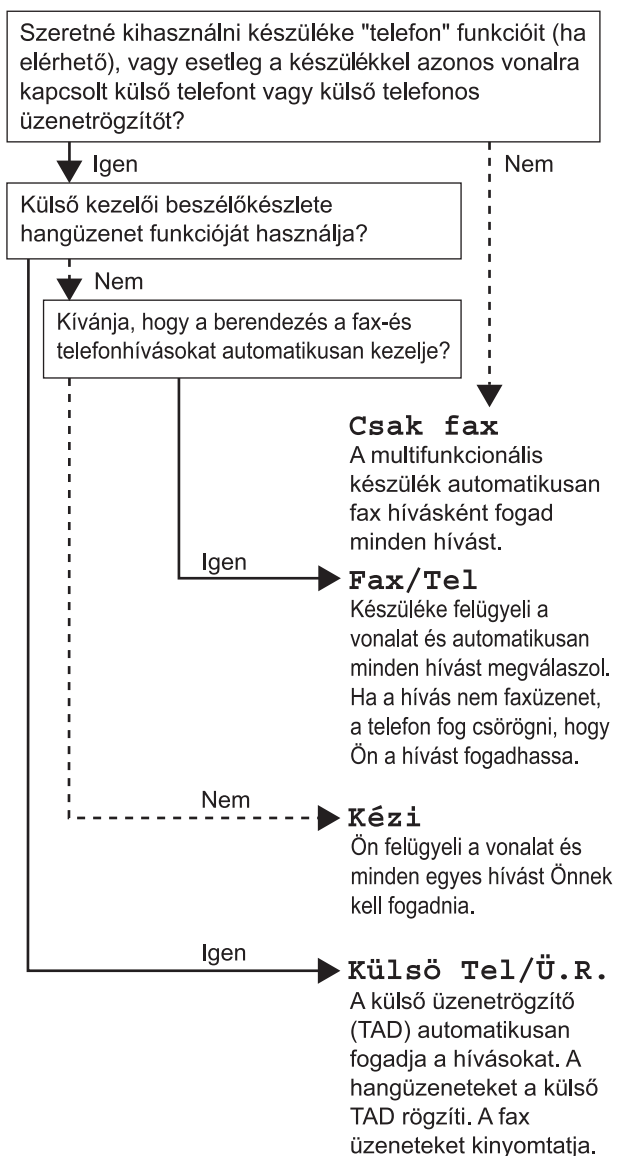 Szeretné kihasználni készüléke "telefon" funkcióit (ha
elérhető), vagy esetleg a készülékkel azonos vonalra
kapcsolt külső telefont vagy külső telefonos
üzenetrögzítőt?
Igen
Nem
Külső kezelői beszélőkészlete
hangüzenet funkcióját használja?
Nem
Kívánja, hogy a berendezés a fax-és
telefonhívásokat automatikusan kezelje?
Csak fax
A multifunkcionális
készülék automatikusan
fax hívásként fogad
minden hívást.
Igen
Fax/Tel
Készüléke felügyeli a
vonalat és automatikusan
minden hívást megválaszol.
Ha a hívás nem faxüzenet,
a telefon fog csörögni, hogy
Ön a hívást fogadhassa.
Nem
Kézi
Ön felügyeli a vonalat és
minden egyes hívást Önnek
kell fogadnia.
Igen
Külsö Tel/Ü.R.
A külső üzenetrögzítő
(TAD) automatikusan
fogadja a hívásokat. A
hangüzeneteket a külső
TAD rögzíti. A fax
üzeneteket kinyomtatja.